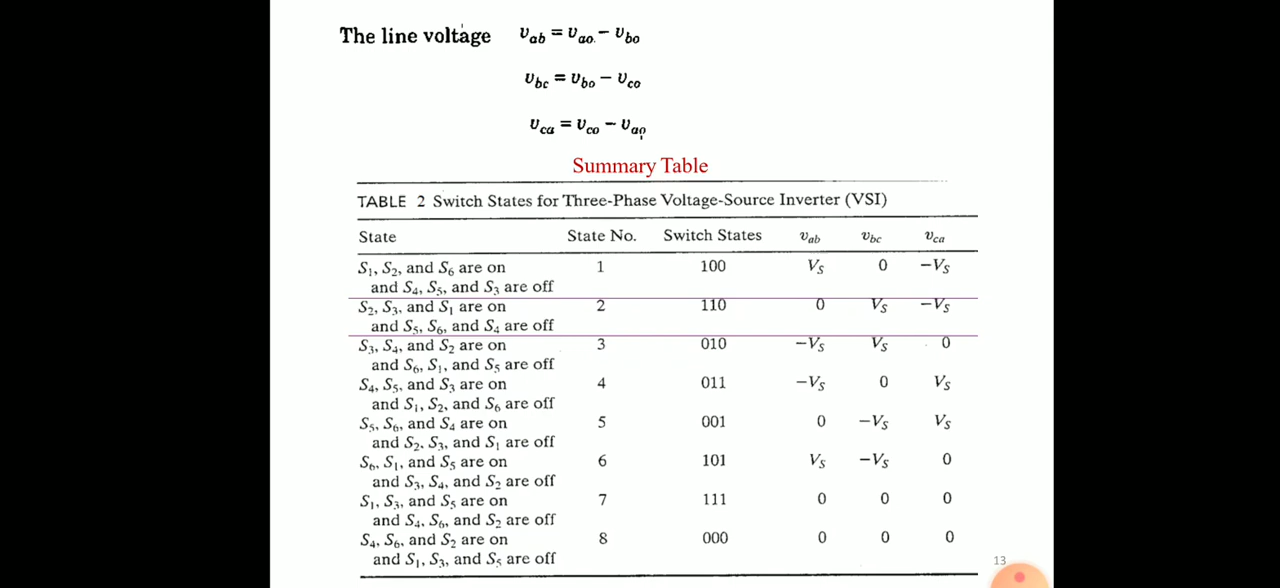 The line voltage v_ab = v_ao - v_bo
v_bc = v_bo - v_co
v_ca = v_co - v_ao
Summary Table
TABLE 2 Switch States for Three-Phase Voltage-Source Inverter (VSI)
State State No. Switch States v_ab v_bc v_ca
S₁, S₂, and S₆ are on 1 100 V_S 0 −V_S
and S₄, S₅, and S₃ are off
S₂, S₃, and S₁ are on 2 110 0 V_S −V_S
and S₅, S₆, and S₄ are off
S₃, S₄, and S₂ are on 3 010 −V_S V_S 0
and S₆, S₁, and S₅ are off
S₄, S₅, and S₃ are on 4 011 −V_S 0 V_S
and S₁, S₂, and S₆ are off
S₅, S₆, and S₄ are on 5 001 0 −V_S V_S
and S₂, S₃, and S₁ are off
S₆, S₁, and S₅ are on 6 101 V_S −V_S 0
and S₃, S₄, and S₂ are off
S₁, S₃, and S₅ are on 7 111 0 0 0
and S₄, S₆, and S₂ are off
S₄, S₆, and S₂ are on 8 000 0 0 0
and S₁, S₃, and S₅ are off
13